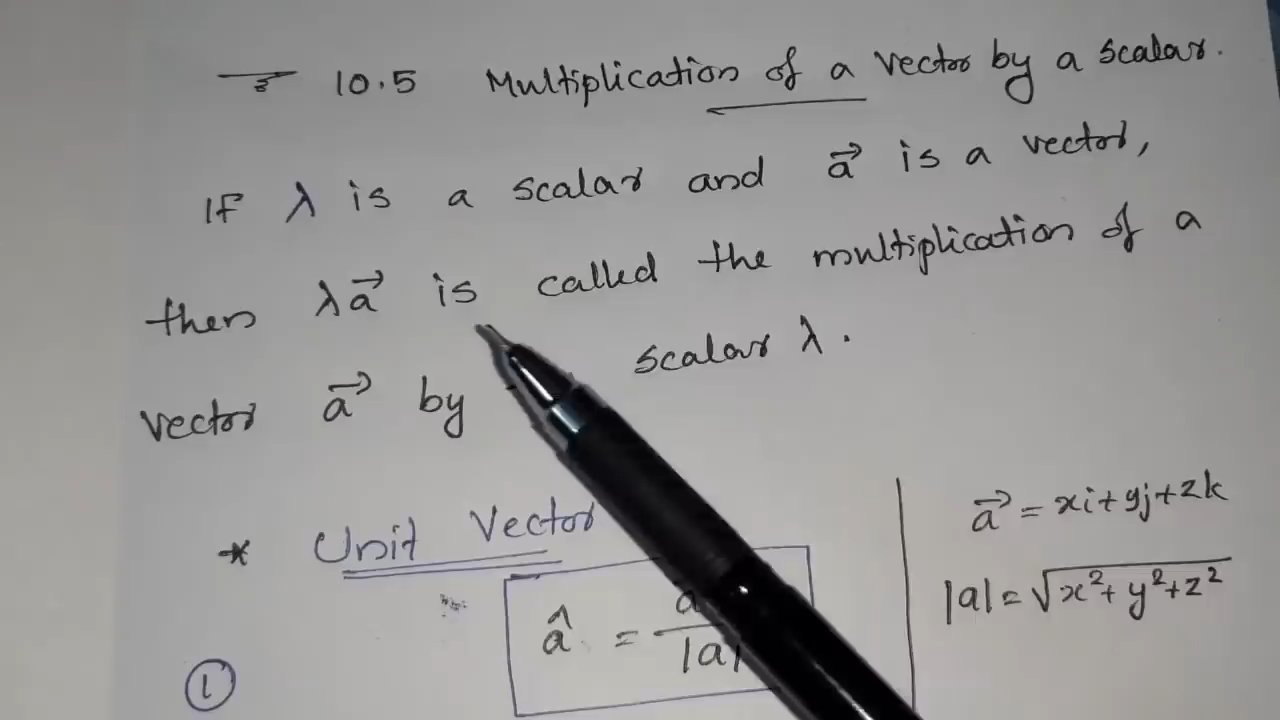 10.5 Multiplication of a vector by a scalar.
If λ is a scalar and a⃗ is a vector,
then λa⃗ is called the multiplication of a
vector a⃗ by scalar λ.
* Unit Vector
â = a / |a|
a⃗ = xi+yj+zk
|a| = √x²+y²+z²
①